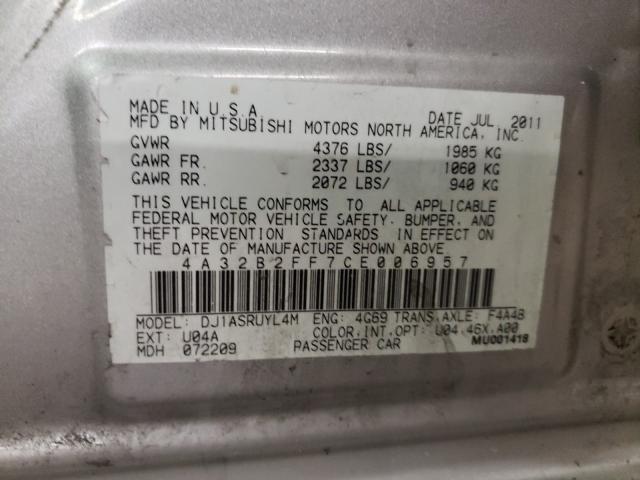 MADE IN U.S.A. DATE JUL. 2011
MFD BY MITSUBISHI MOTORS NORTH AMERICA, INC.
GVWR 4376 LBS/ 1985 KG
GAWR FR. 2337 LBS/ 1060 KG
GAWR RR. 2072 LBS/ 940 KG
THIS VEHICLE CONFORMS TO ALL APPLICABLE
FEDERAL MOTOR VEHICLE SAFETY, BUMPER, AND
THEFT PREVENTION STANDARDS IN EFFECT ON
THE DATE OF MANUFACTURE SHOWN ABOVE
4A32B2FF7CE006957
MODEL: DJ1ASRUYL4M ENG: 4G69 TRANS.AXLE: F4A4B
EXT: U04A COLOR,INT,OPT: U04,46X,A00
MDH 072209 PASSENGER CAR MU001418